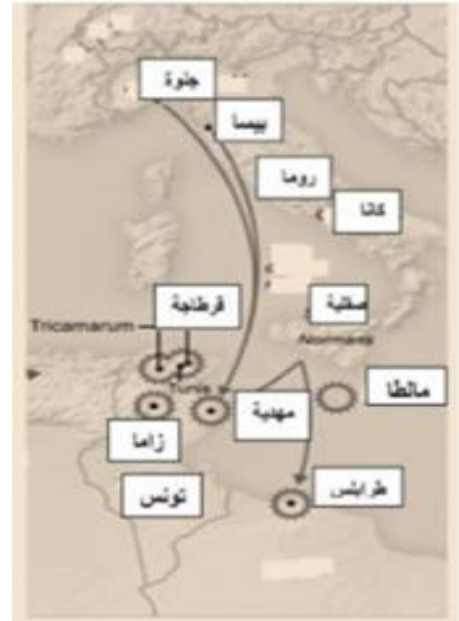 جنوة
بيسا
روما
كانا
قرطاجة
صقلية
Tricamarum
Normans
Tunis
مالطا
مهدية
زاما
تونس
طرابلس